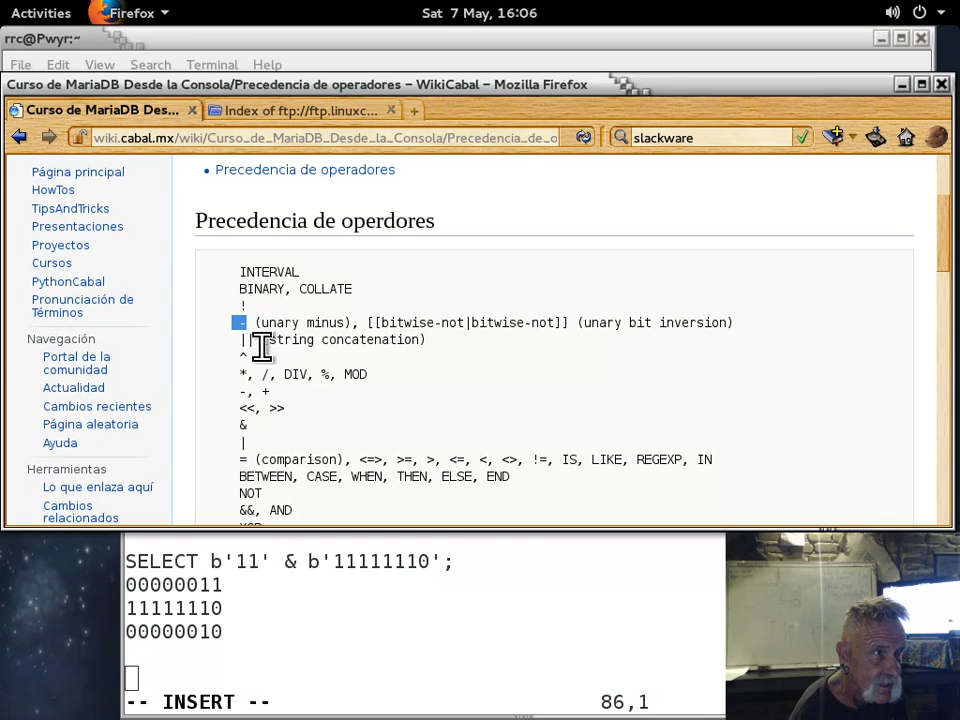 Activities Firefox Sat 7 May, 16:06
rrc@Pwyr:~
File Edit View Search Terminal Help
Curso de MariaDB Desde la Consola/Precedencia de operadores – WikiCabal – Mozilla Firefox
Curso de MariaDB Des... × Index of ftp://ftp.linuxc... × +
wiki.cabal.mx/wiki/Curso_de_MariaDB_Desde_la_Consola/Precedencia_de_o slackware
Página principal
HowTos
TipsAndTricks
Presentaciones
Proyectos
Cursos
PythonCabal
Pronunciación de
Términos
Navegación
Portal de la
comunidad
Actualidad
Cambios recientes
Página aleatoria
Ayuda
Herramientas
Lo que enlaza aquí
Cambios
relacionados
• Precedencia de operadores
Precedencia de operdores
INTERVAL
BINARY, COLLATE
!
- (unary minus), [[bitwise-not|bitwise-not]] (unary bit inversion)
|| string concatenation)
^
*, /, DIV, %, MOD
-, +
<<, >>
&
|
= (comparison), <=>, >=, >, <=, <, <>, !=, IS, LIKE, REGEXP, IN
BETWEEN, CASE, WHEN, THEN, ELSE, END
NOT
&&, AND
SELECT b'11' & b'11111110';
00000011
11111110
00000010
-- INSERT -- 86,1